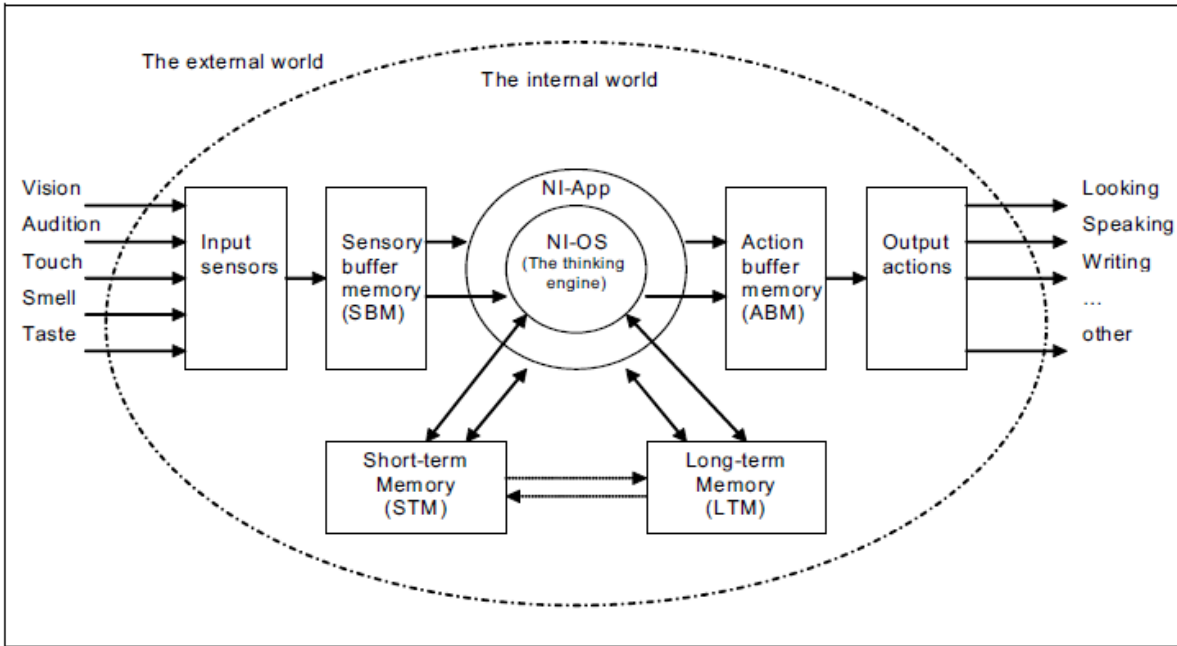 The external world
The internal world
Vision
Audition
Touch
Smell
Taste
Input
sensors
Sensory
buffer
memory
(SBM)
NI-App
NI-OS
(The thinking
engine)
Action
buffer
memory
(ABM)
Output
actions
Looking
Speaking
Writing
...
other
Short-term
Memory
(STM)
Long-term
Memory
(LTM)